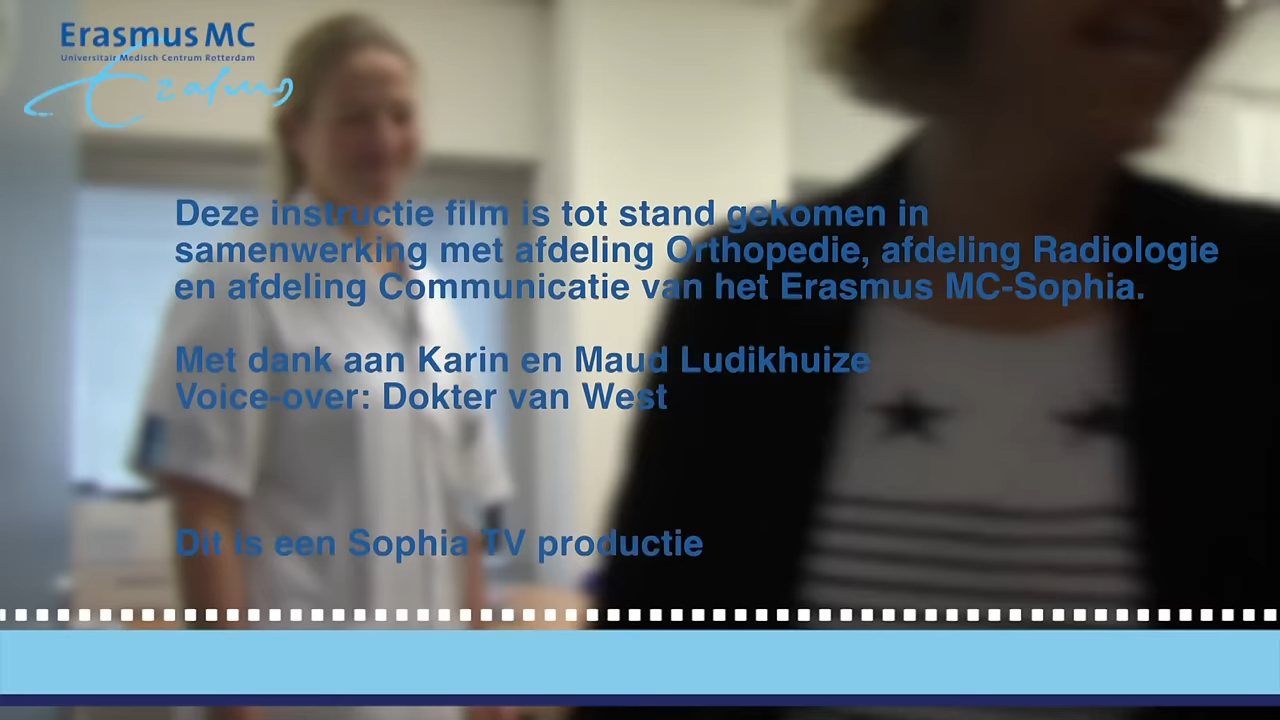 Erasmus MC
Universitair Medisch Centrum Rotterdam
Erasmus
Deze instructie film is tot stand gekomen in
samenwerking met afdeling Orthopedie, afdeling Radiologie
en afdeling Communicatie van het Erasmus MC-Sophia.
Met dank aan Karin en Maud Ludikhuize
Voice-over: Dokter van West
Dit is een Sophia TV productie